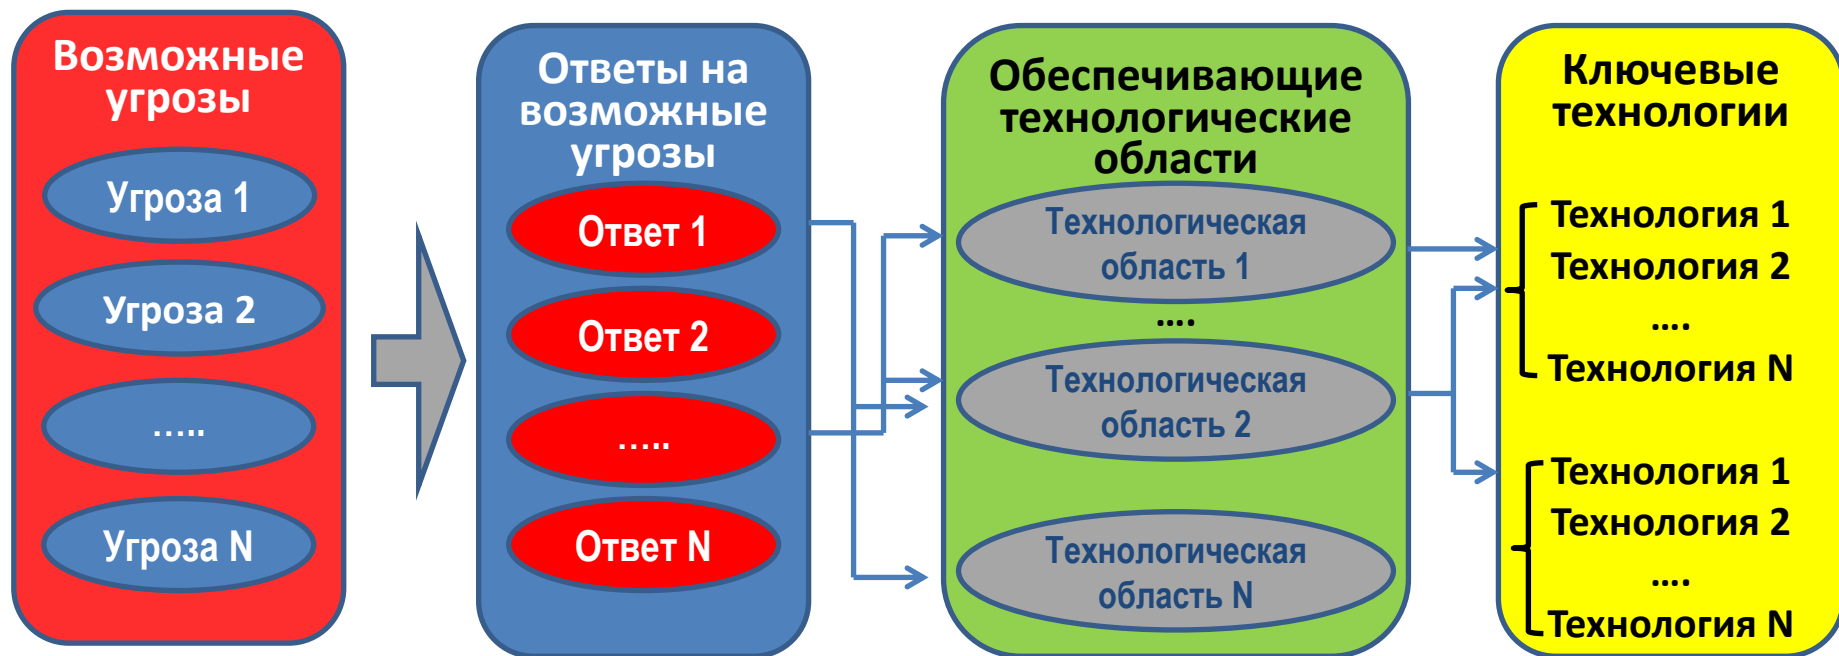 Возможные
угрозы
Угроза 1
Угроза 2
.....
Угроза N
Ответы на
возможные
угрозы
Ответ 1
Ответ 2
.....
Ответ N
Обеспечивающие
технологические
области
Технологическая
область 1
....
Технологическая
область 2
Технологическая
область N
Ключевые
технологии
Технология 1
Технология 2
....
Технология N
Технология 1
Технология 2
....
Технология N